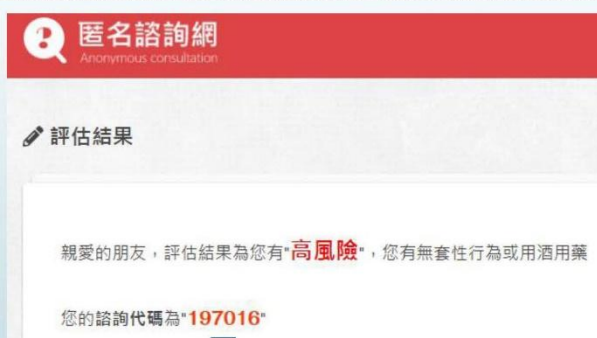 匿名諮詢網
Anonymous consultation
評估結果
親愛的朋友，評估結果為您有"高風險"，您有無套性行為或用酒用藥
您的諮詢代碼為"197016"